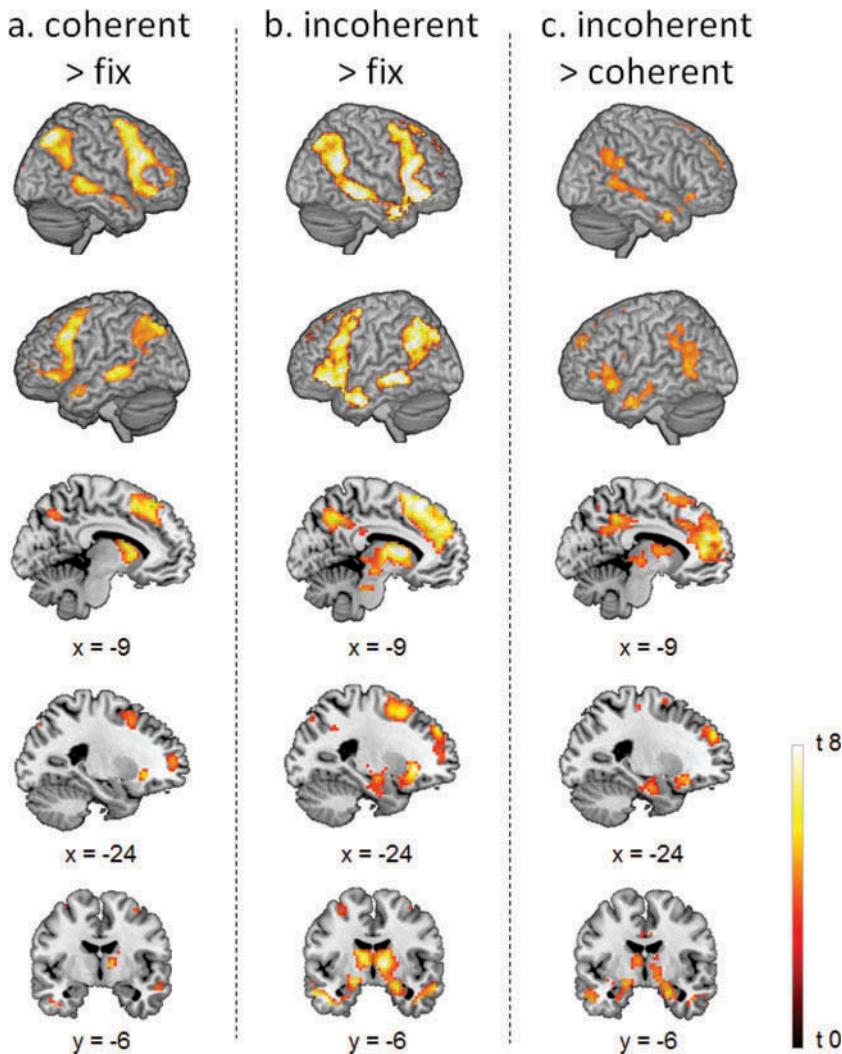 a. coherent
> fix
b. incoherent
> fix
c. incoherent
> coherent
x = -9
x = -9
x = -9
x = -24
x = -24
x = -24
y = -6
y = -6
y = -6
t 8
t 0